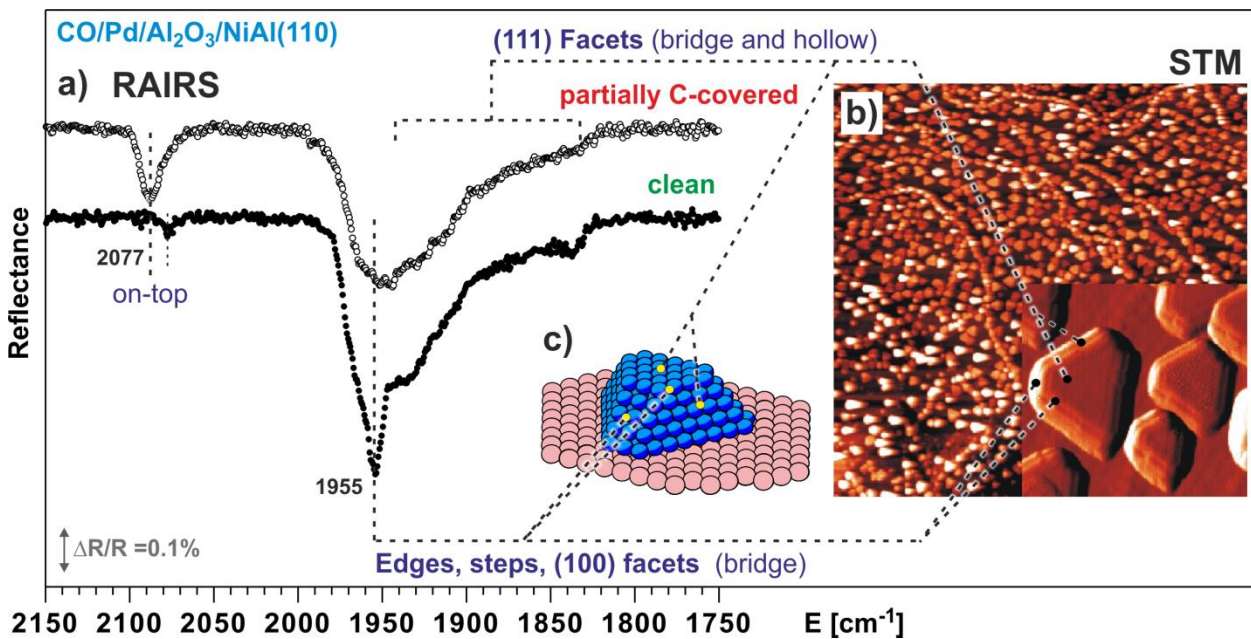 CO/Pd/Al₂O₃/NiAl(110)
(111) Facets (bridge and hollow)
a) RAIRS
STM
partially C-covered
b)
clean
2077
on-top
Reflectance
c)
1955
ΔR/R =0.1%
Edges, steps, (100) facets (bridge)
2150 2100 2050 2000 1950 1900 1850 1800 1750 E [cm⁻¹]